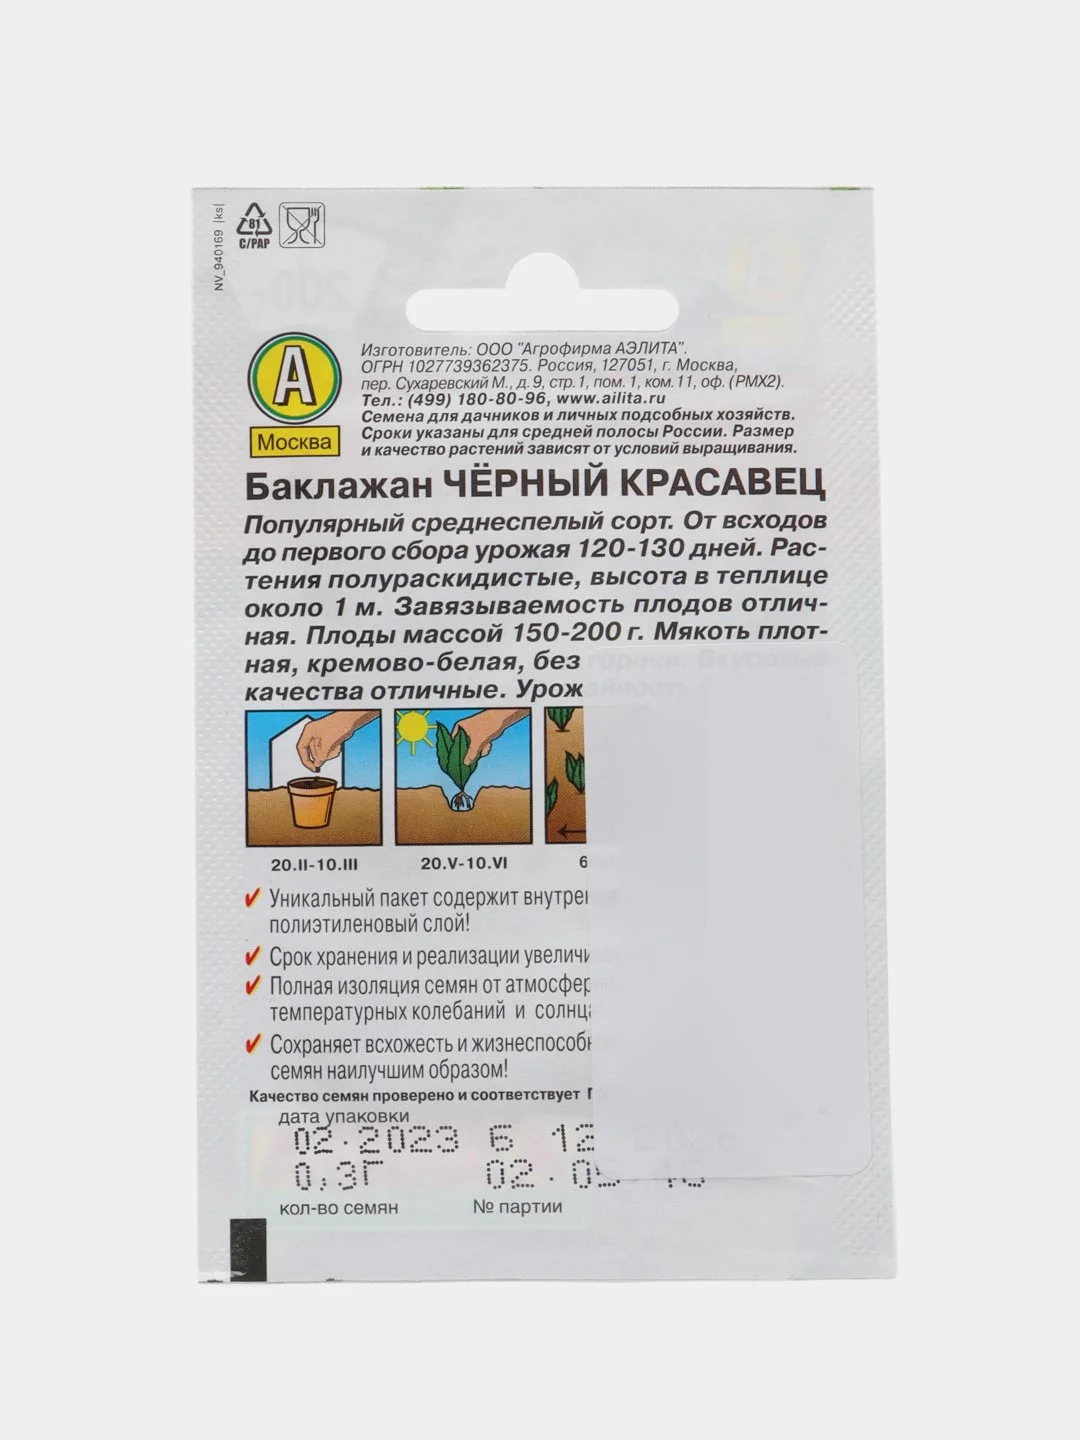 NV_940169 |ks|
81
C/PAP
А
Москва
Изготовитель: ООО "Агрофирма АЭЛИТА".
ОГРН 1027739362375. Россия, 127051, г. Москва,
пер. Сухаревский М., д. 9, стр. 1, пом. 1, ком. 11, оф. (РМХ2).
Тел.: (499) 180-80-96, www.ailita.ru
Семена для дачников и личных подсобных хозяйств.
Сроки указаны для средней полосы России. Размер
и качество растений зависят от условий выращивания.
Баклажан ЧЁРНЫЙ КРАСАВЕЦ
Популярный среднеспелый сорт. От всходов
до первого сбора урожая 120-130 дней. Рас-
тения полураскидистые, высота в теплице
около 1 м. Завязываемость плодов отлич-
ная. Плоды массой 150-200 г. Мякоть плот-
ная, кремово-белая, без горечи. Вкусовые
качества отличные. Урож
20.II-10.III 20.V-10.VI 6
Уникальный пакет содержит внутрен
полиэтиленовый слой!
Срок хранения и реализации увеличи
Полная изоляция семян от атмосфер
температурных колебаний и солнц
Сохраняет всхожесть и жизнеспособн
семян наилучшим образом!
Качество семян проверено и соответствует
дата упаковки
02.2023 6 12
0,3Г 02.05
кол-во семян № партии